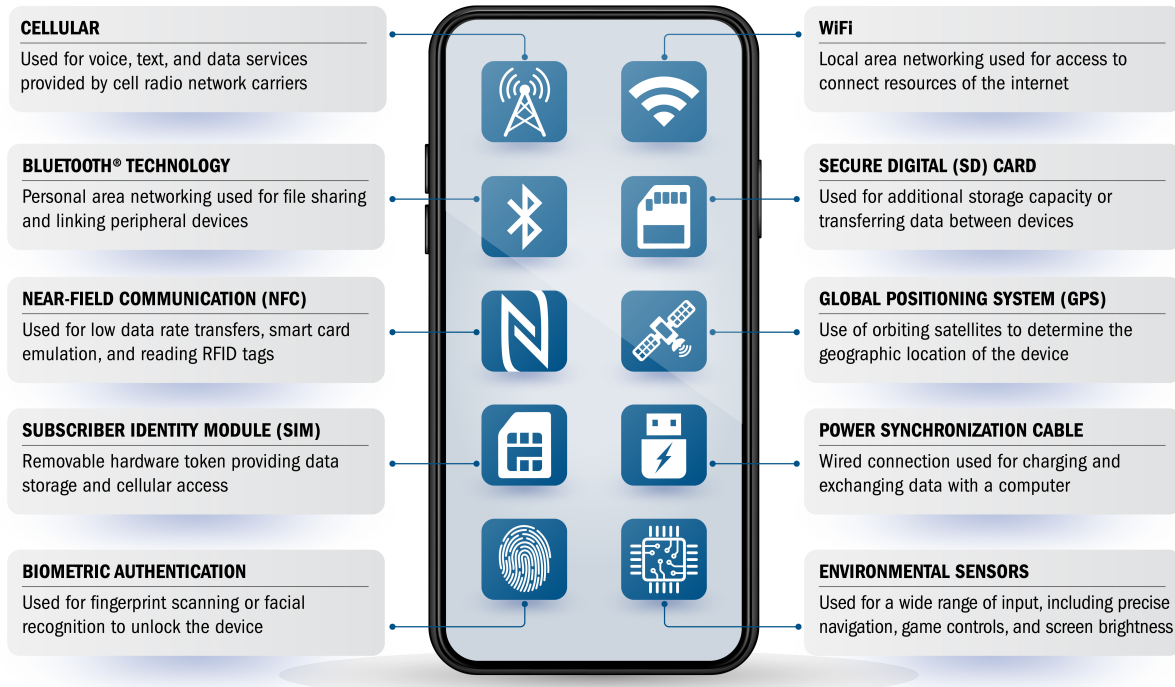 CELLULAR
Used for voice, text, and data services
provided by cell radio network carriers
BLUETOOTH® TECHNOLOGY
Personal area networking used for file sharing
and linking peripheral devices
NEAR-FIELD COMMUNICATION (NFC)
Used for low data rate transfers, smart card
emulation, and reading RFID tags
SUBSCRIBER IDENTITY MODULE (SIM)
Removable hardware token providing data
storage and cellular access
BIOMETRIC AUTHENTICATION
Used for fingerprint scanning or facial
recognition to unlock the device
WiFi
Local area networking used for access to
connect resources of the internet
SECURE DIGITAL (SD) CARD
Used for additional storage capacity or
transferring data between devices
GLOBAL POSITIONING SYSTEM (GPS)
Use of orbiting satellites to determine the
geographic location of the device
POWER SYNCHRONIZATION CABLE
Wired connection used for charging and
exchanging data with a computer
ENVIRONMENTAL SENSORS
Used for a wide range of input, including precise
navigation, game controls, and screen brightness